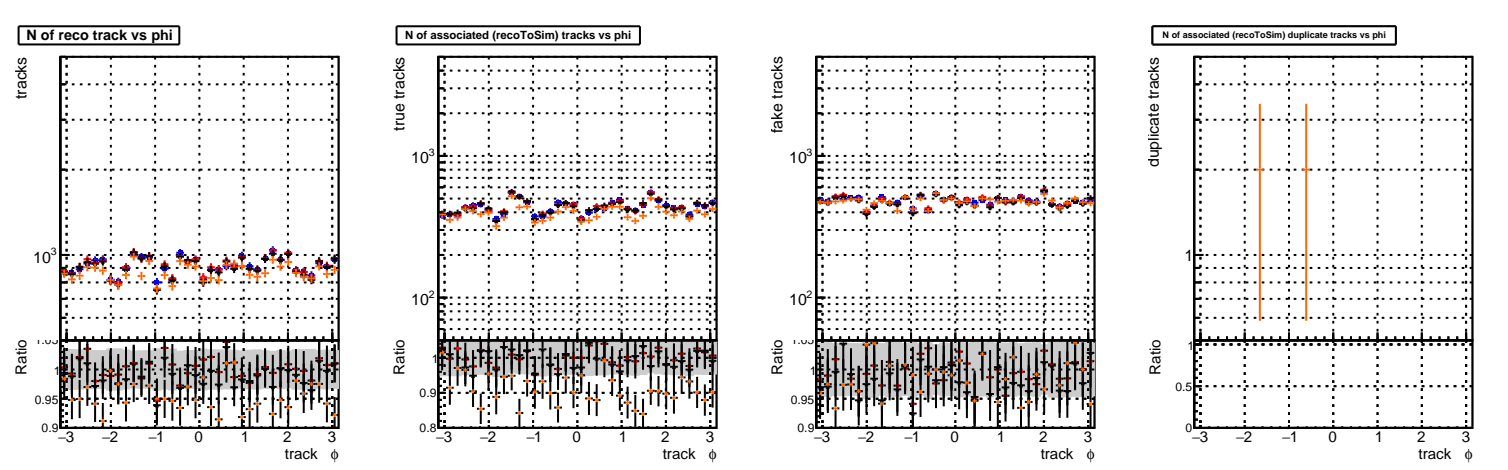 N of reco track vs phi
tracks
10³
Ratio
1.05
1
0.95
0.9
−3 −2 −1 0 1 2 3
track φ
N of associated (recoToSim) tracks vs phi
true tracks
10³
10²
Ratio
1
0.9
0.8
−3 −2 −1 0 1 2 3
track φ
fake tracks
10³
10²
Ratio
1.05
1
0.95
0.9
−3 −2 −1 0 1 2 3
track φ
N of associated (recoToSim) duplicate tracks vs phi
duplicate tracks
1
Ratio
1
0.5
0
−3 −2 −1 0 1 2 3
track φ